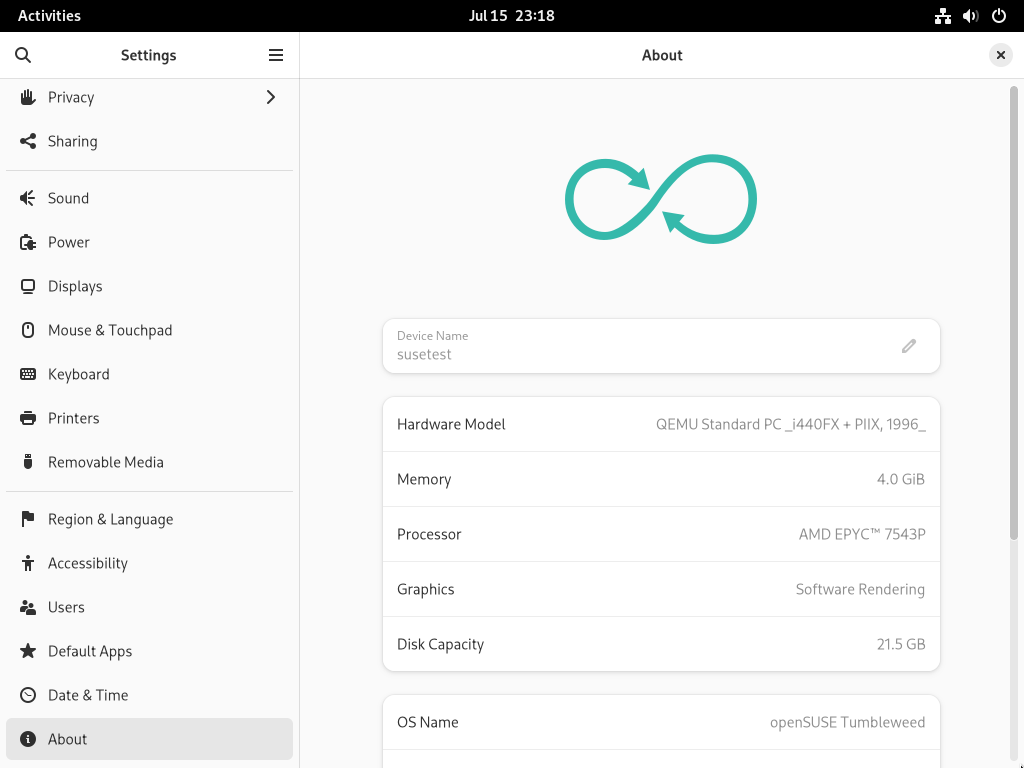 Activities
Jul 15 23:18
Settings
About
Privacy
Sharing
Sound
Power
Displays
Mouse & Touchpad
Keyboard
Printers
Removable Media
Region & Language
Accessibility
Users
Default Apps
Date & Time
About
Device Name
susetest
Hardware Model QEMU Standard PC _i440FX + PIIX, 1996_
Memory 4.0 GiB
Processor AMD EPYC™ 7543P
Graphics Software Rendering
Disk Capacity 21.5 GB
OS Name openSUSE Tumbleweed